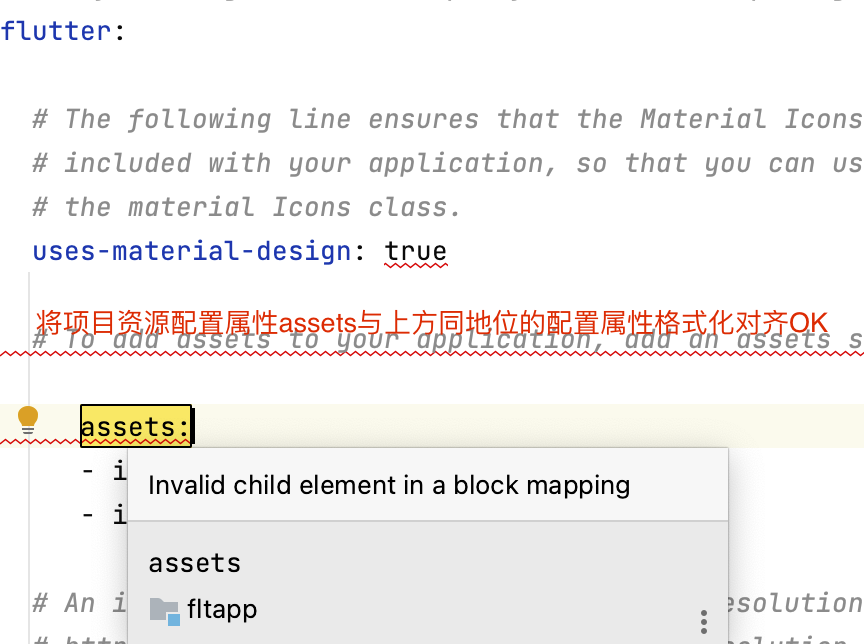 flutter:
# The following line ensures that the Material Icons
# included with your application, so that you can us
# the material Icons class.
uses-material-design: true
将项目资源配置属性assets与上方同地位的配置属性格式化对齐OK
# To add assets to your application, add an assets s
assets:
- i
- i
Invalid child element in a block mapping
assets
fltapp
# An i
esolution